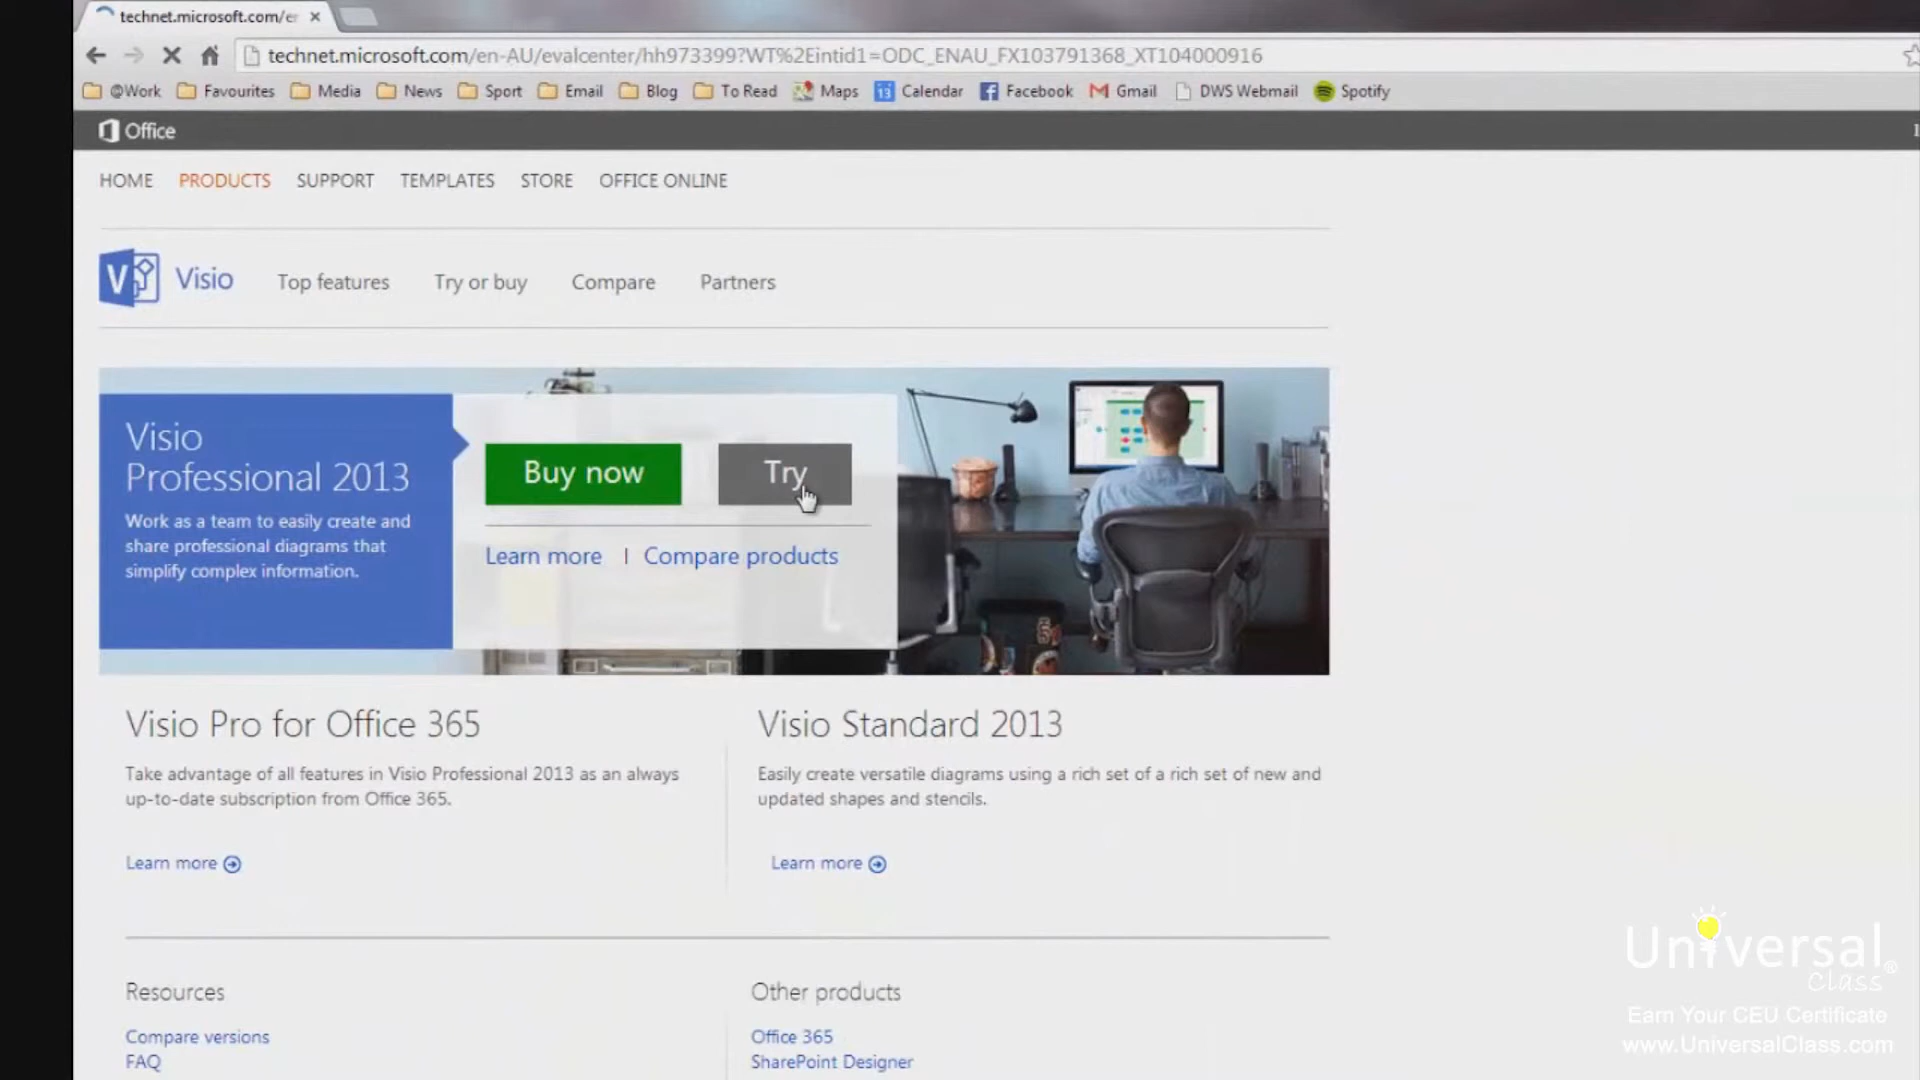 technet.microsoft.com/er
technet.microsoft.com/en-AU/evalcenter/hh973399?WT%2Eintid1=ODC_ENAU_FX103791368_XT104000916
@Work Favourites Media News Sport Email Blog To Read Maps 13 Calendar Facebook Gmail DWS Webmail Spotify
Office
HOME PRODUCTS SUPPORT TEMPLATES STORE OFFICE ONLINE
V Visio Top features Try or buy Compare Partners
Visio
Professional 2013
Work as a team to easily create and
share professional diagrams that
simplify complex information.
Buy now Try
Learn more | Compare products
Visio Pro for Office 365
Take advantage of all features in Visio Professional 2013 as an always
up-to-date subscription from Office 365.
Learn more
Visio Standard 2013
Easily create versatile diagrams using a rich set of a rich set of new and
updated shapes and stencils.
Learn more
Resources
Compare versions
FAQ
Other products
Office 365
SharePoint Designer
Universal®
Class
Earn Your CEU Certificate
www.UniversalClass.com